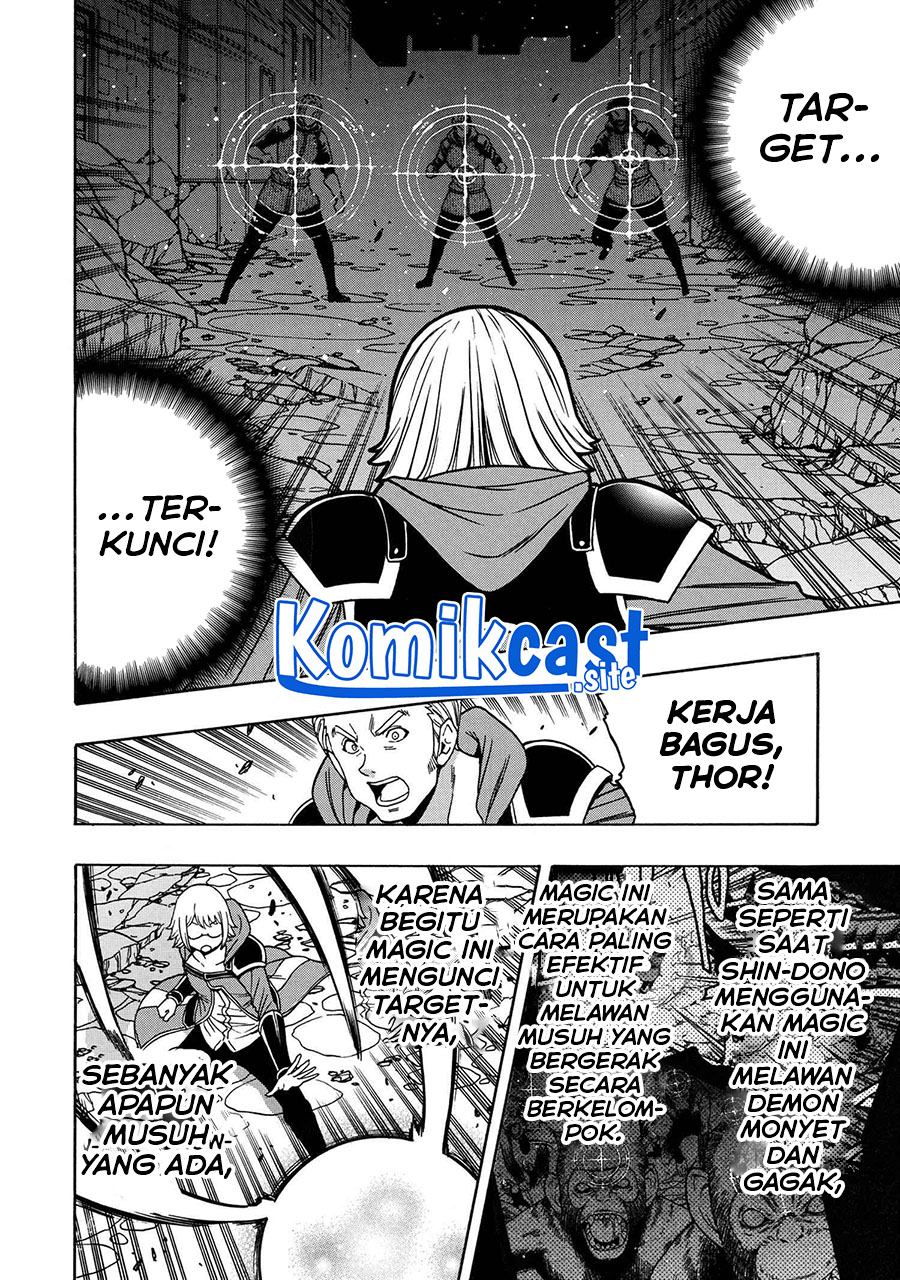 TAR-
GET...
...TER-
KUNCI!
Komikcast
.site
KERJA
BAGUS,
THOR!
SAMA
SEPERTI
SAAT
SHIN-DONO
MENGGUNA-
KAN MAGIC
INI
MELAWAN
DEMON
MONYET
DAN
GAGAK,
MAGIC INI
MERUPAKAN
CARA PALING
EFEKTIF
UNTUK
MELAWAN
MUSUH YANG
BERGERAK
SECARA
BERKELOM-
POK.
KARENA
BEGITU
MAGIC INI
MENGUNCI
TARGET-
NYA,
SEBANYAK
APAPUN
MUSUH
YANG ADA,